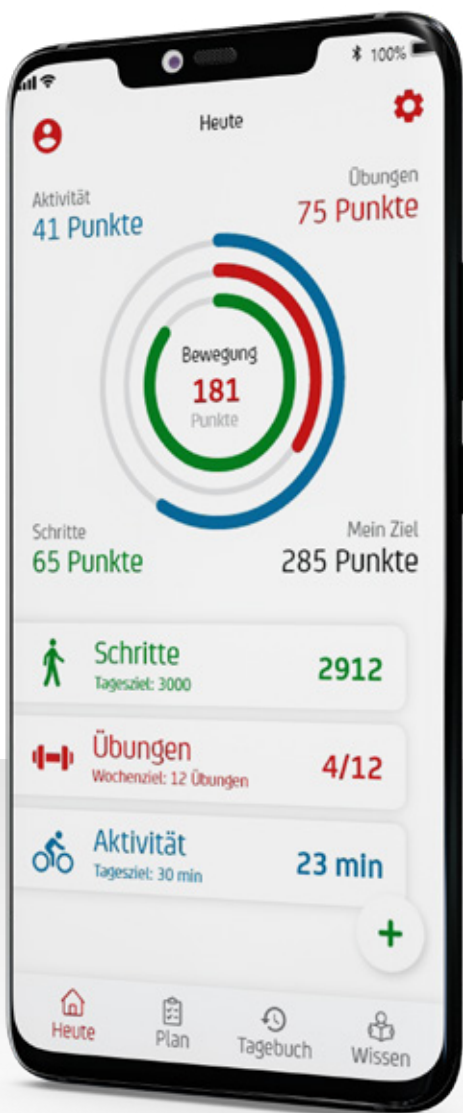 100%
Heute
Aktivität
41 Punkte
Übungen
75 Punkte
Bewegung
181
Punkte
Schritte
65 Punkte
Mein Ziel
285 Punkte
Schritte
Tagesziel: 3000
2912
Übungen
Wochenziel: 12 Übungen
4/12
Aktivität
Tagesziel: 30 min
23 min
+
Heute
Plan
Tagebuch
Wissen